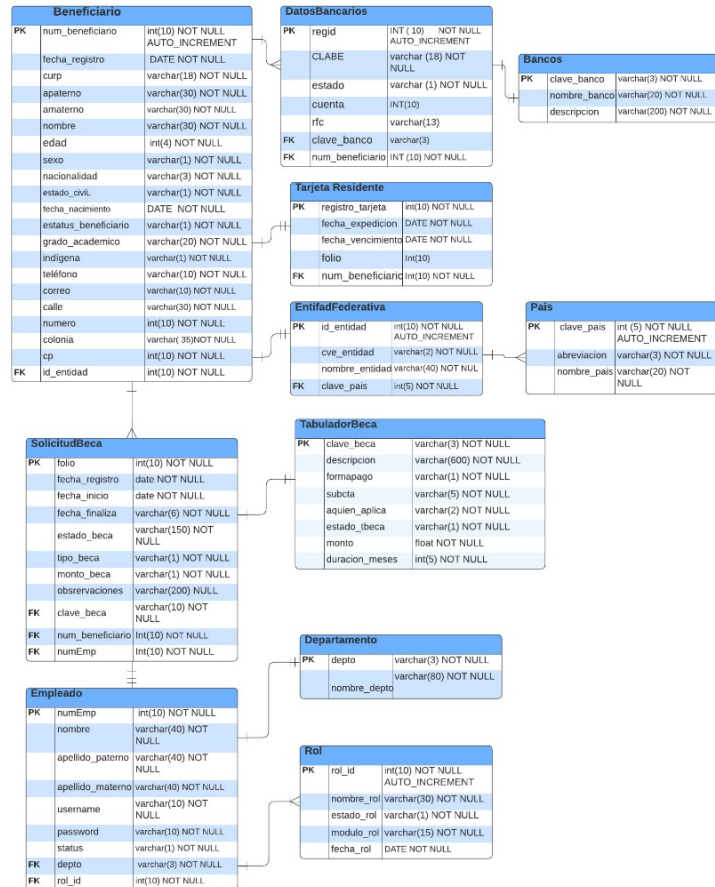 Beneficiario
PK num_beneficiario int(10) NOT NULL
AUTO_INCREMENT
fecha_registro DATE NOT NULL
curp varchar(18) NOT NULL
apaterno varchar(30) NOT NULL
amaterno varchar(30) NOT NULL
nombre varchar(30) NOT NULL
edad int(4) NOT NULL
sexo varchar(1) NOT NULL
nacionalidad varchar(3) NOT NULL
estado_civiL varchar(1) NOT NULL
fecha_nacimiento DATE NOT NULL
estatus_beneficiario varchar(1) NOT NULL
grado_academico varchar(20) NOT NULL
indígena varchar(1) NOT NULL
teléfono varchar(10) NOT NULL
correo varchar(10) NOT NULL
calle varchar(30) NOT NULL
numero int(10) NOT NULL
colonia varchar( 35)NOT NULL
cp int(10) NOT NULL
FK id_entidad int(10) NOT NULL
DatosBancarios
PK regid INT ( 10) NOT NULL
AUTO_INCREMENT
CLABE varchar (18) NOT
NULL
estado varchar (1) NOT NULL
cuenta INT(10)
rfc varchar(13)
FK clave_banco varchar(3)
FK num_beneficiario INT (10) NOT NULL
Bancos
PK clave_banco varchar(3) NOT NULL
nombre_banco varchar(20) NOT NULL
descripcion varchar(200) NOT NULL
Tarjeta Residente
PK registro_tarjeta int(10) NOT NULL
fecha_expedicion DATE NOT NULL
fecha_vencimiento DATE NOT NULL
folio Int(10)
FK num_beneficiario Int(10) NOT NULL
EntifadFederativa
PK id_entidad int(10) NOT NULL
AUTO_INCREMENT
cve_entidad varchar(2) NOT NULL
nombre_entidad varchar(40) NOT NUL
FK clave_pais int(5) NOT NULL
Pais
PK clave_pais int (5) NOT NULL
AUTO_INCREMENT
abreviacion varchar(3) NOT NULL
nombre_pais varchar(20) NOT
NULL
SolicitudBeca
PK folio int(10) NOT NULL
fecha_registro date NOT NULL
fecha_inicio date NOT NULL
fecha_finaliza varchar(6) NOT NULL
estado_beca varchar(150) NOT
NULL
tipo_beca varchar(1) NOT NULL
monto_beca varchar(1) NOT NULL
obsrervaciones varchar(200) NULL
FK clave_beca varchar(10) NOT
NULL
FK num_beneficiario Int(10) NOT NULL
FK numEmp Int(10) NOT NULL
TabuladorBeca
PK clave_beca varchar(3) NOT NULL
descripcion varchar(600) NOT NULL
formapago varchar(1) NOT NULL
subcta varchar(5) NOT NULL
aquien_aplica varchar(2) NOT NULL
estado_tbeca varchar(1) NOT NULL
monto float NOT NULL
duracion_meses int(5) NOT NULL
Departamento
PK depto varchar(3) NOT NULL
varchar(80) NOT NULL
nombre_depto
Empleado
PK numEmp int(10) NOT NULL
nombre varchar(40) NOT
NULL
apellido_paterno varchar(40) NOT
NULL
apellido_materno varchar(40) NOT NULL
username varchar(10) NOT
NULL
password varchar(10) NOT NULL
status varchar(1) NOT NULL
FK depto varchar(3) NOT NULL
FK rol_id int(10) NOT NULL
Rol
PK rol_id int(10) NOT NULL
AUTO_INCREMENT
nombre_rol varchar(30) NOT NULL
estado_rol varchar(1) NOT NULL
modulo_rol varchar(15) NOT NULL
fecha_rol DATE NOT NULL